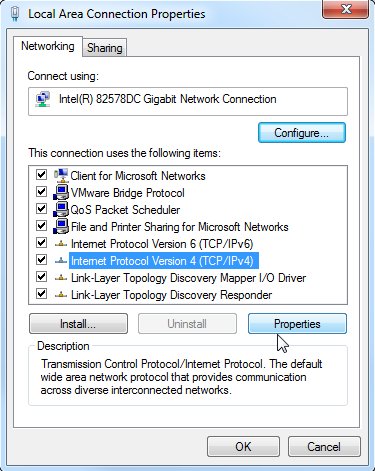 Local Area Connection Properties
Networking
Sharing
Connect using:
Intel(R) 82578DC Gigabit Network Connection
Configure...
This connection uses the following items:
Client for Microsoft Networks
VMware Bridge Protocol
QoS Packet Scheduler
File and Printer Sharing for Microsoft Networks
Internet Protocol Version 6 (TCP/IPv6)
Internet Protocol Version 4 (TCP/IPv4)
Link-Layer Topology Discovery Mapper I/O Driver
Link-Layer Topology Discovery Responder
Install...
Uninstall
Properties
Description
Transmission Control Protocol/Internet Protocol. The default
wide area network protocol that provides communication
across diverse interconnected networks.
OK
Cancel